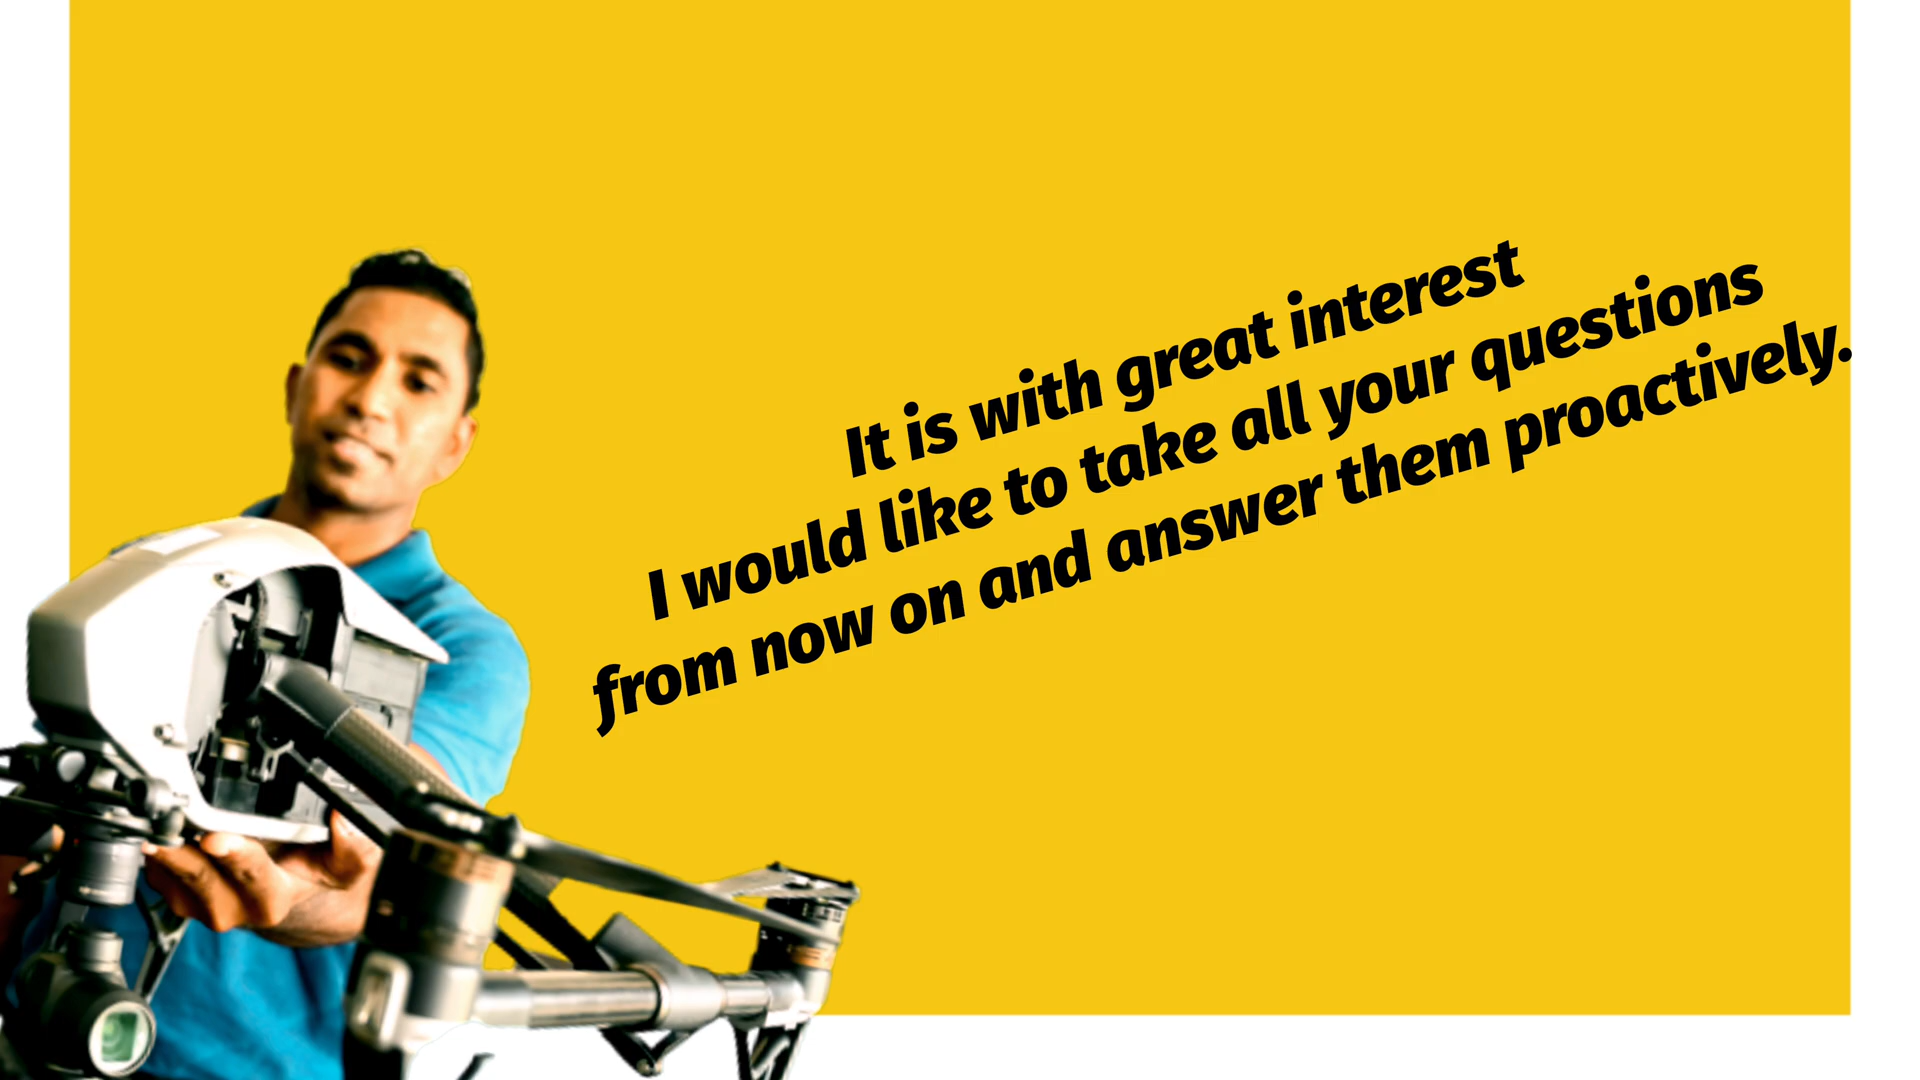 It is with great interest
I would like to take all your questions
from now on and answer them proactively.